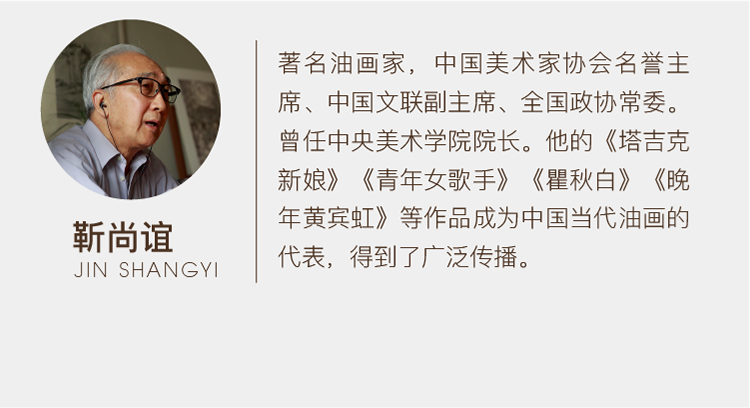 靳尚谊
JIN SHANGYI
著名油画家，中国美术家协会名誉主
席、中国文联副主席、全国政协常委。
曾任中央美术学院院长。他的《塔吉克
新娘》《青年女歌手》《瞿秋白》《晚
年黄宾虹》等作品成为中国当代油画的
代表，得到了广泛传播。